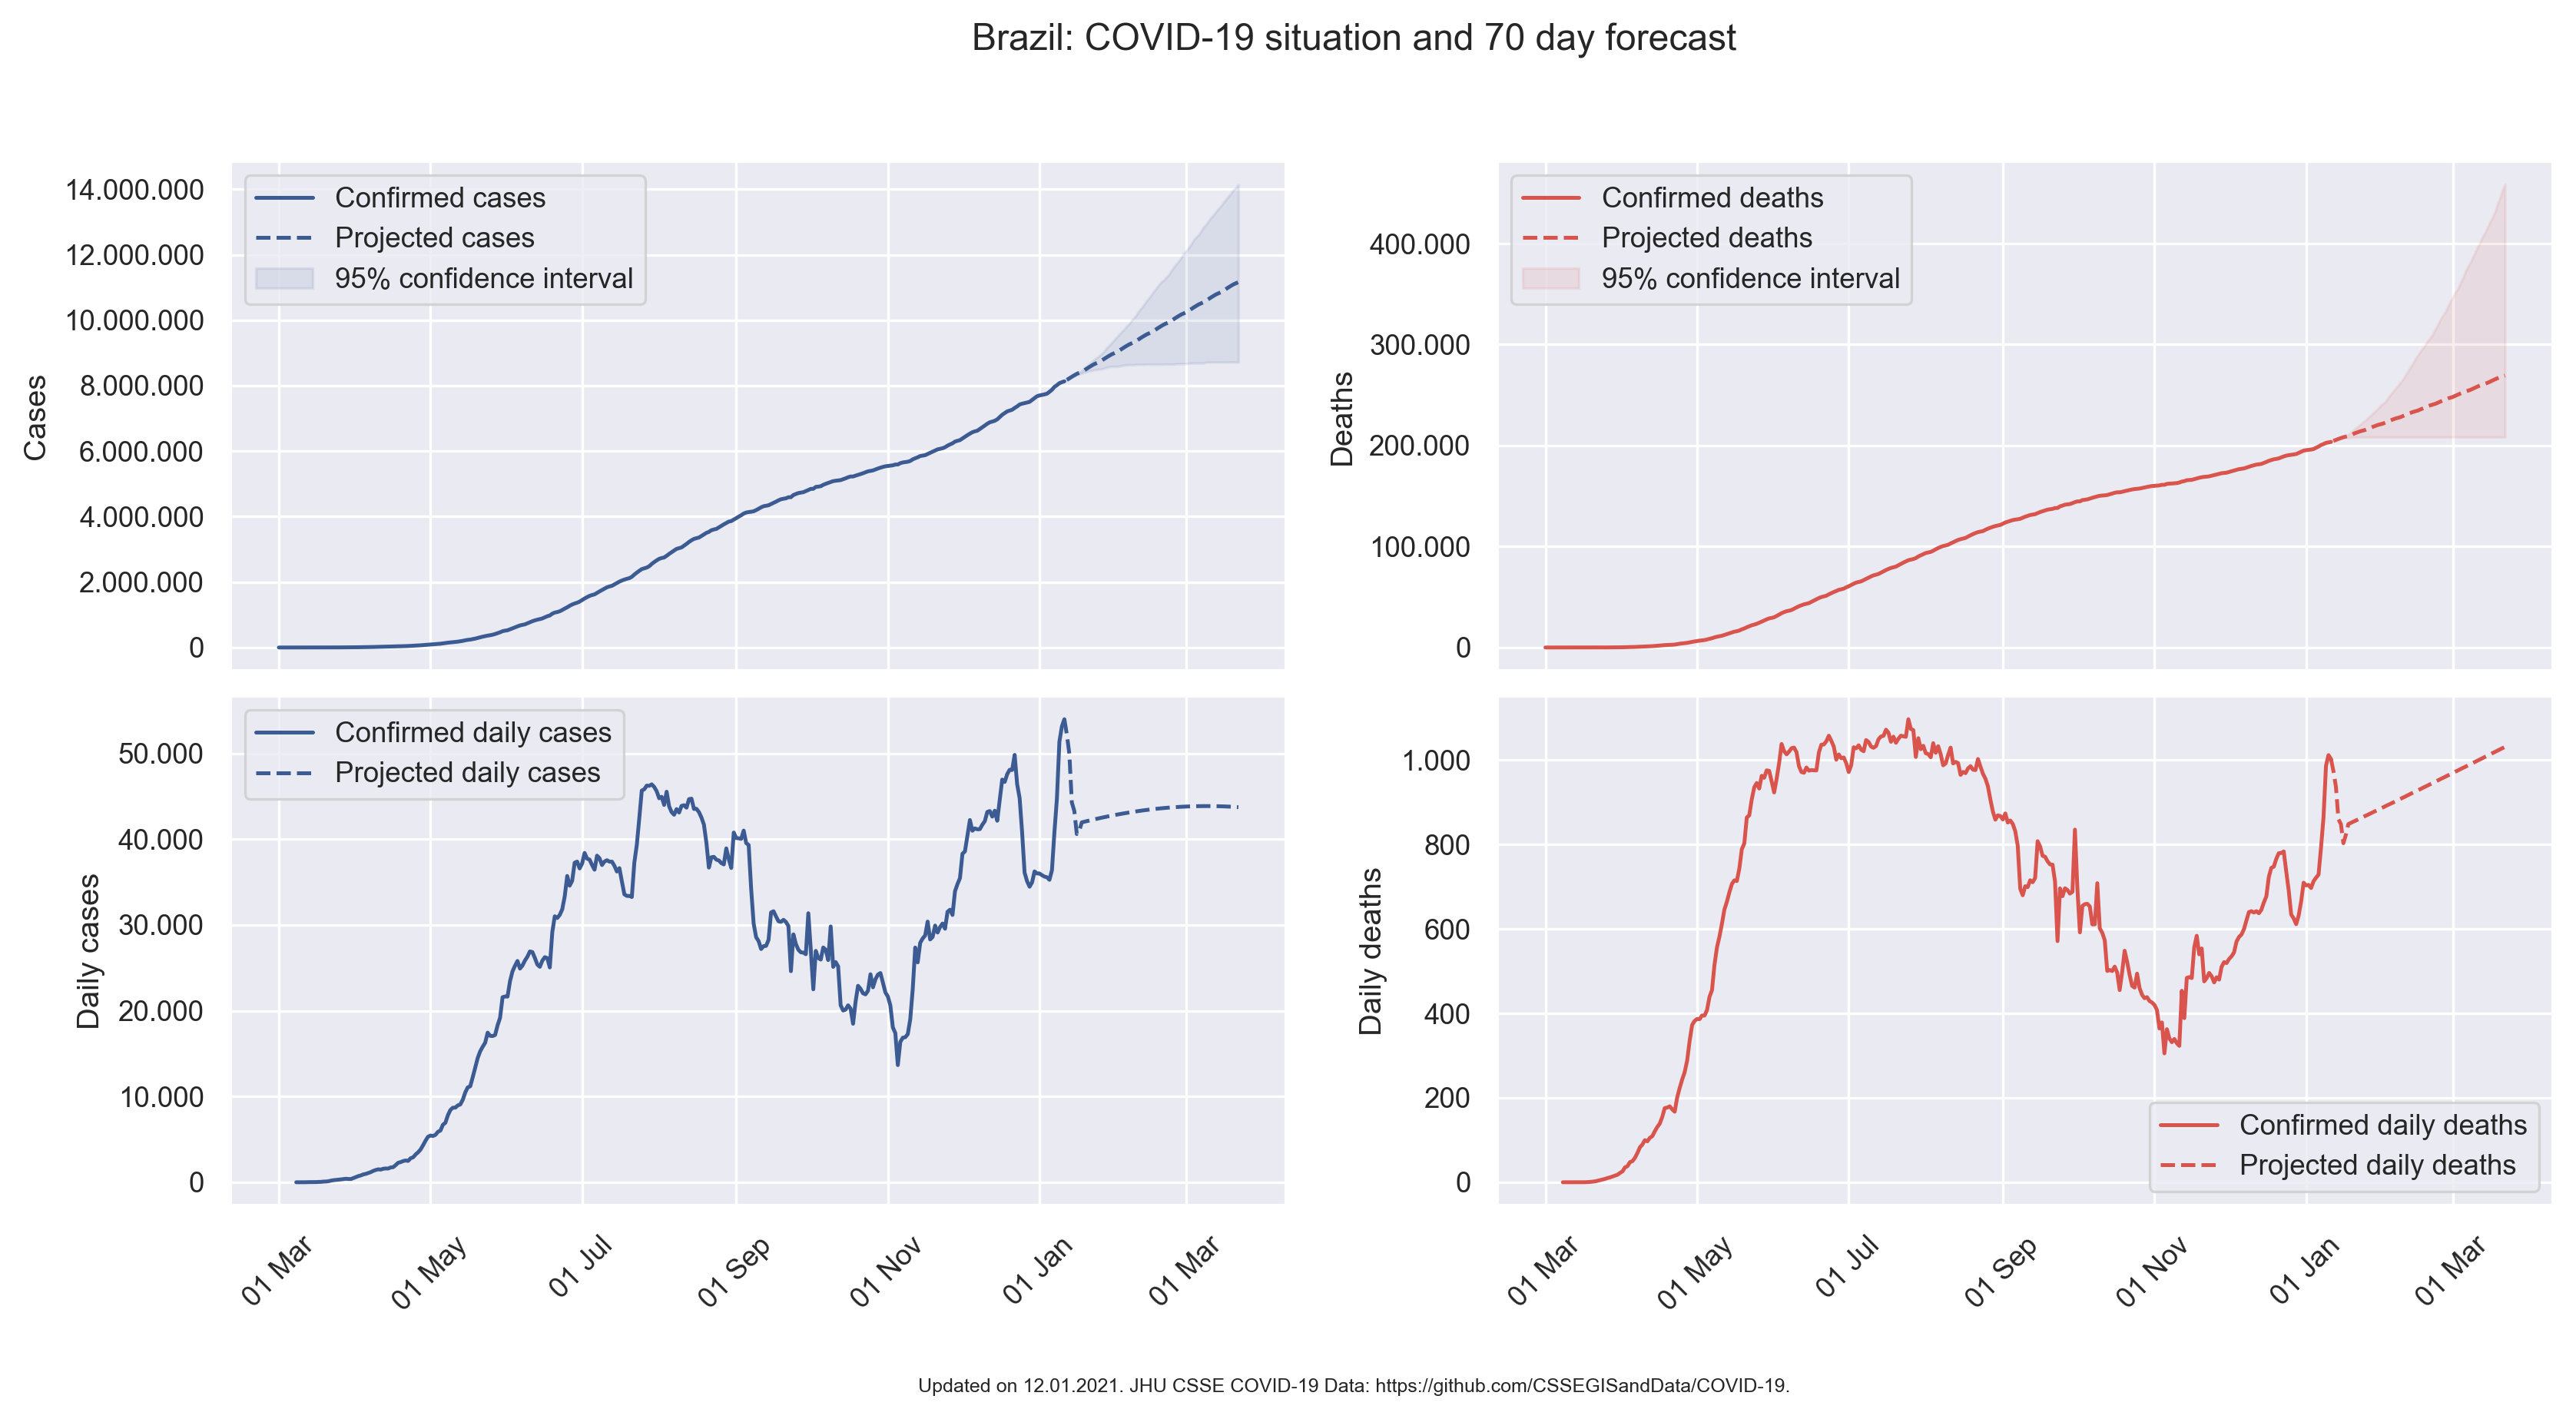 Brazil: COVID-19 situation and 70 day forecast
14.000.000
12.000.000
10.000.000
8.000.000
6.000.000
4.000.000
2.000.000
0
Cases
Confirmed cases
Projected cases
95% confidence interval
400.000
300.000
200.000
100.000
0
Deaths
Confirmed deaths
Projected deaths
95% confidence interval
50.000
40.000
30.000
20.000
10.000
0
Daily cases
Confirmed daily cases
Projected daily cases
01 Mar
01 May
01 Jul
01 Sep
01 Nov
01 Jan
01 Mar
1.000
800
600
400
200
0
Daily deaths
Confirmed daily deaths
Projected daily deaths
01 Mar
01 May
01 Jul
01 Sep
01 Nov
01 Jan
01 Mar
Updated on 12.01.2021. JHU CSSE COVID-19 Data: https://github.com/CSSEGISandData/COVID-19.